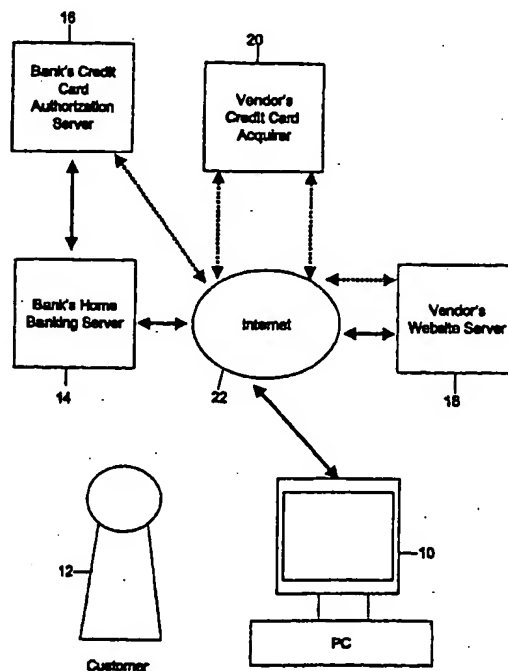 16
Bank's Credit
Card
Authorization
Server
20
Vendor's
Credit Card
Acquirer
Bank's Home
Banking Server
14
Internet
22
Vendor's
Website Server
18
12
Customer
10
PC